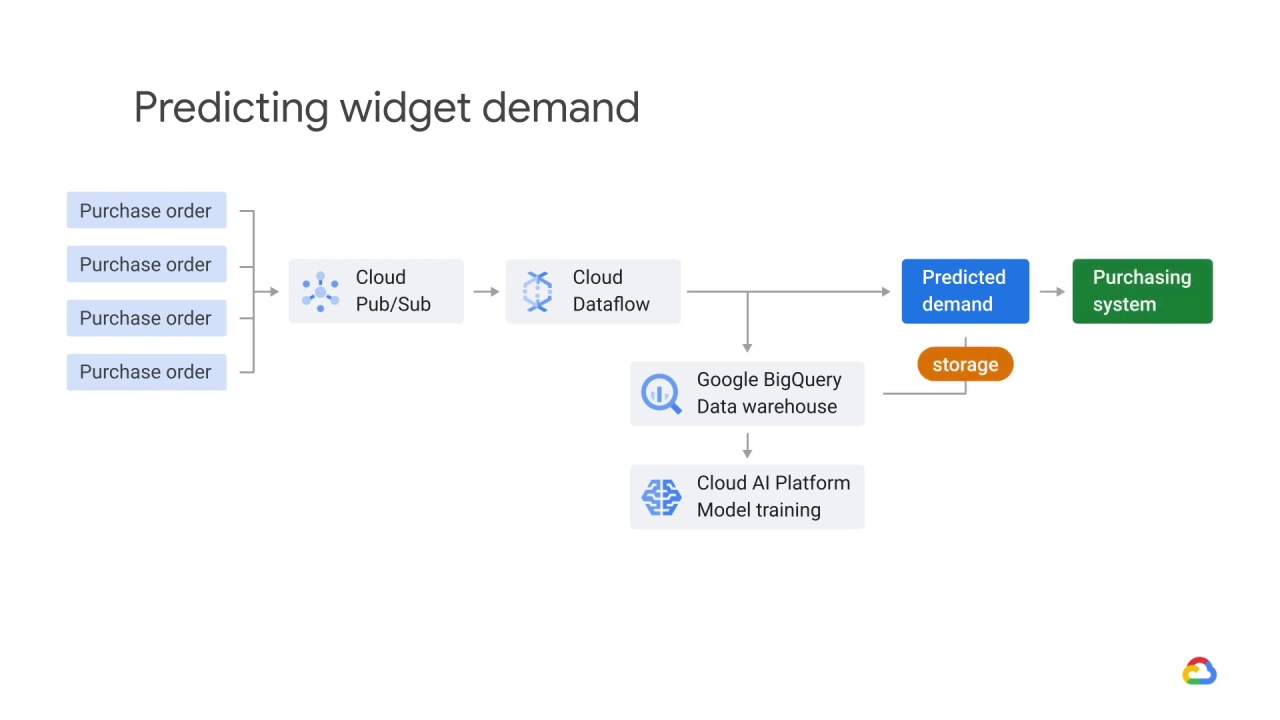 Predicting widget demand
Purchase order
Purchase order
Purchase order
Purchase order
Cloud
Pub/Sub
Cloud
Dataflow
Predicted
demand
Purchasing
system
storage
Google BigQuery
Data warehouse
Cloud AI Platform
Model training